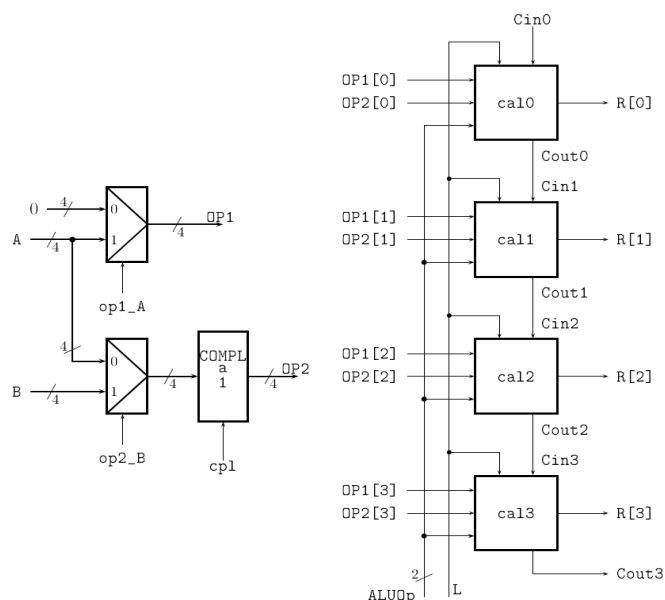 0
4
0
A
4
1
4
OP1
op1_A
4
0
B
4
1
4
COMPL
a
1
4
OP2
op2_B
cpl
Cin0
OP1[0]
OP2[0]
cal0
R[0]
Cout0
Cin1
OP1[1]
OP2[1]
cal1
R[1]
Cout1
Cin2
OP1[2]
OP2[2]
cal2
R[2]
Cout2
Cin3
OP1[3]
OP2[3]
cal3
R[3]
Cout3
2
ALUOp
L